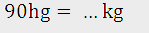 90hg = ...kg